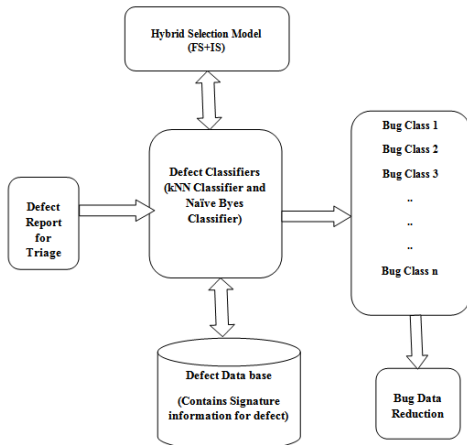 Hybrid Selection Model
(FS+IS)
Defect
Report
for
Triage
Defect Classifiers
(kNN Classifier and
Naïve Byes
Classifier)
Bug Class 1
Bug Class 2
Bug Class 3
..
..
..
Bug Class n
Defect Data base
(Contains Signature
information for defect)
Bug Data
Reduction